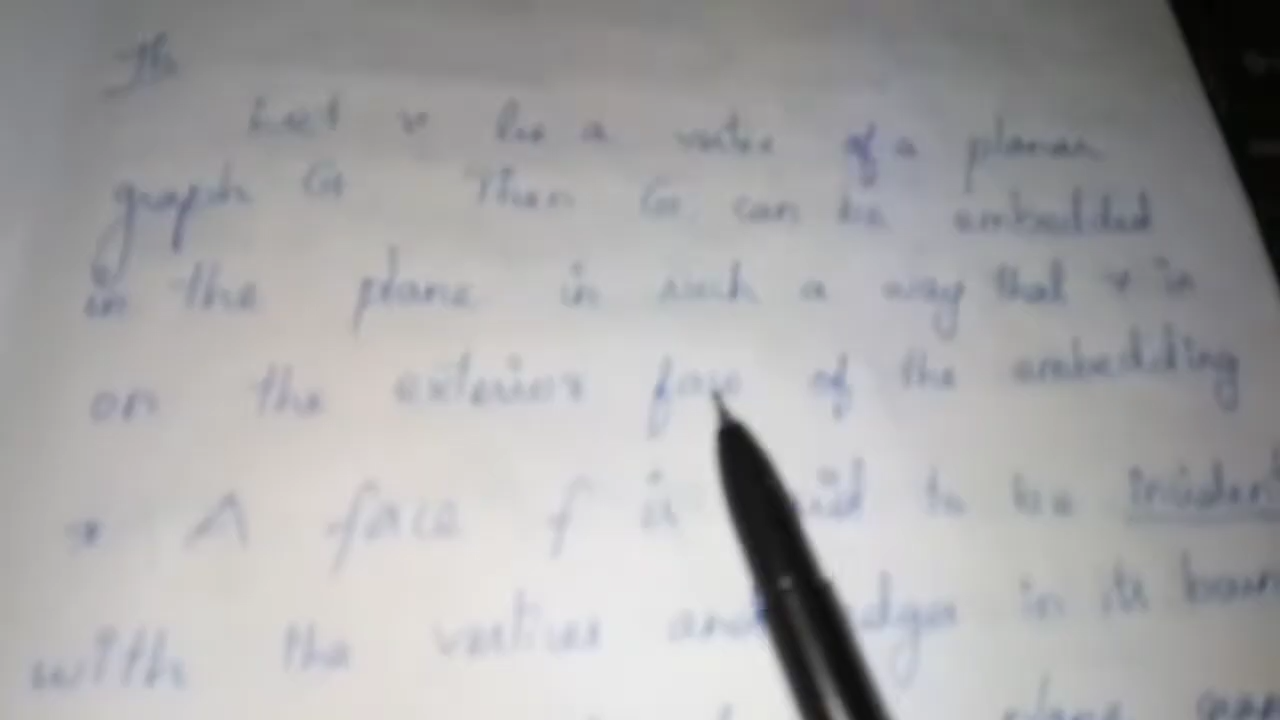 Th
Let v be a vertex of a planar
graph G Then G can be embedded
in the plane in such a way that v is
on the exterior face of the embedding
* A face f is said to be incident
with the vertices and edges in its boun
plane